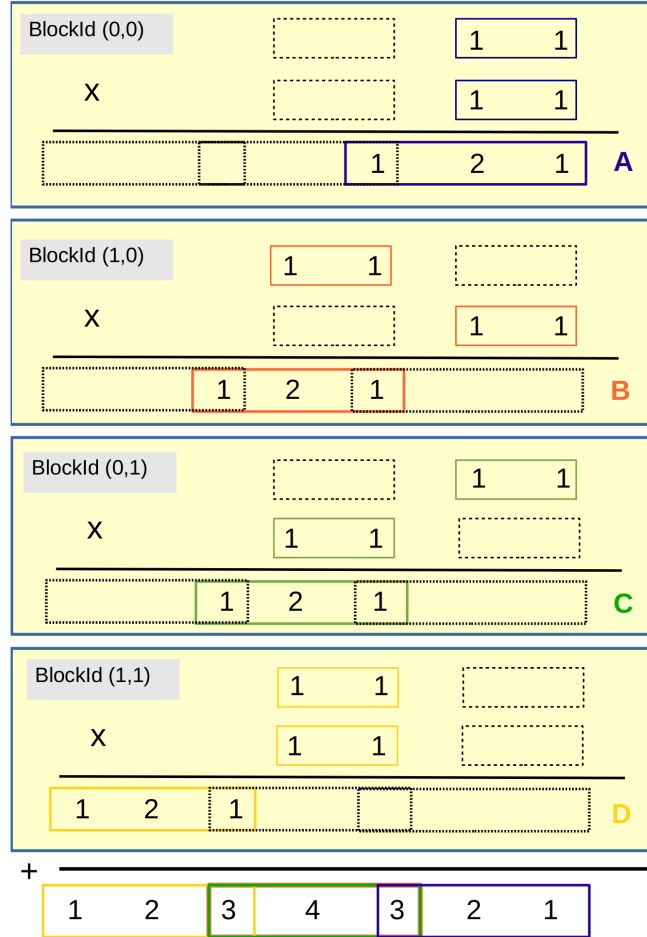 BlockId (0,0)
1 1
x
1 1
1 2 1 A
BlockId (1,0)
1 1
x
1 1
1 2 1 B
BlockId (0,1)
1 1
x
1 1
1 2 1 C
BlockId (1,1)
1 1
x
1 1
1 2 1 D
+
1 2 3 4 3 2 1